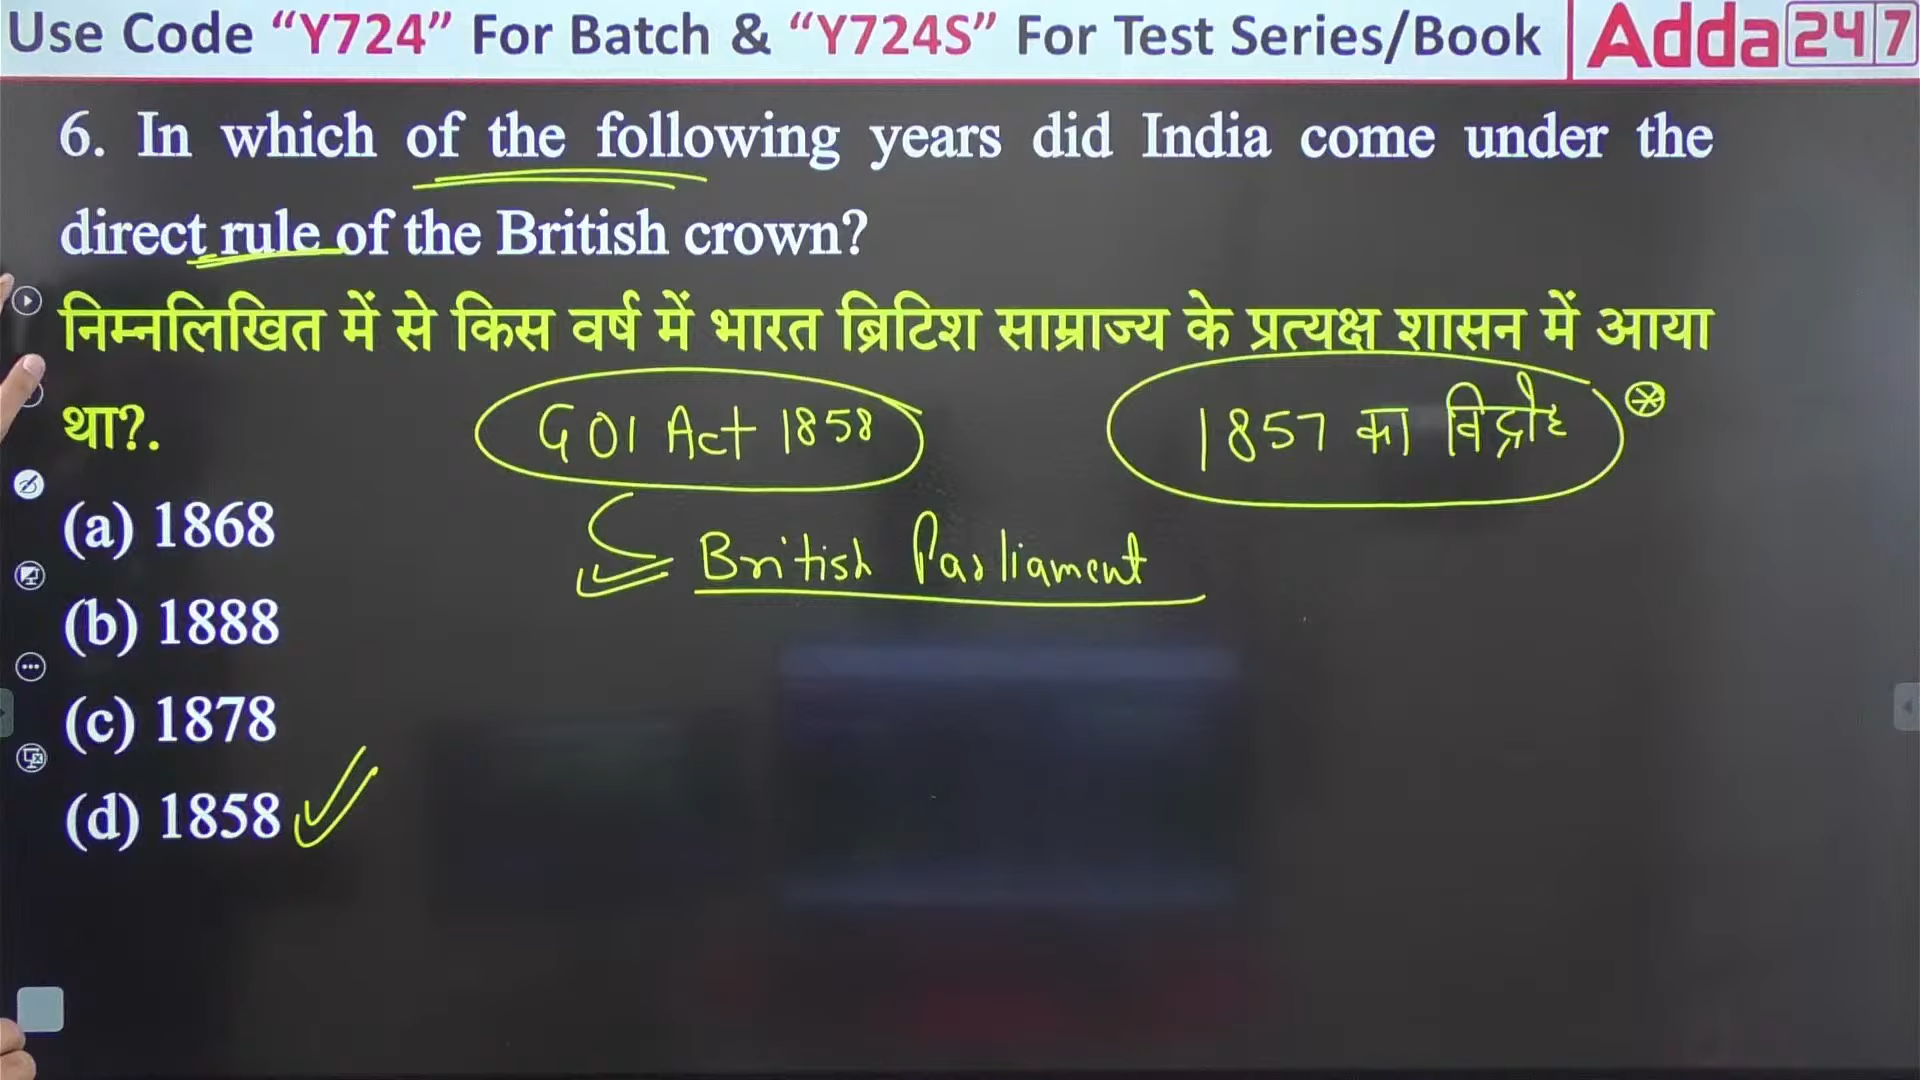 Use Code “Y724” For Batch & “Y724S” For Test Series/Book
Adda247
6. In which of the following years did India come under the
direct rule of the British crown?
निम्नलिखित में से किस वर्ष में भारत ब्रिटिश साम्राज्य के प्रत्यक्ष शासन में आया
था?.
GOI Act 1858
1857 का विद्रोह
British Parliament
(a) 1868
(b) 1888
(c) 1878
(d) 1858